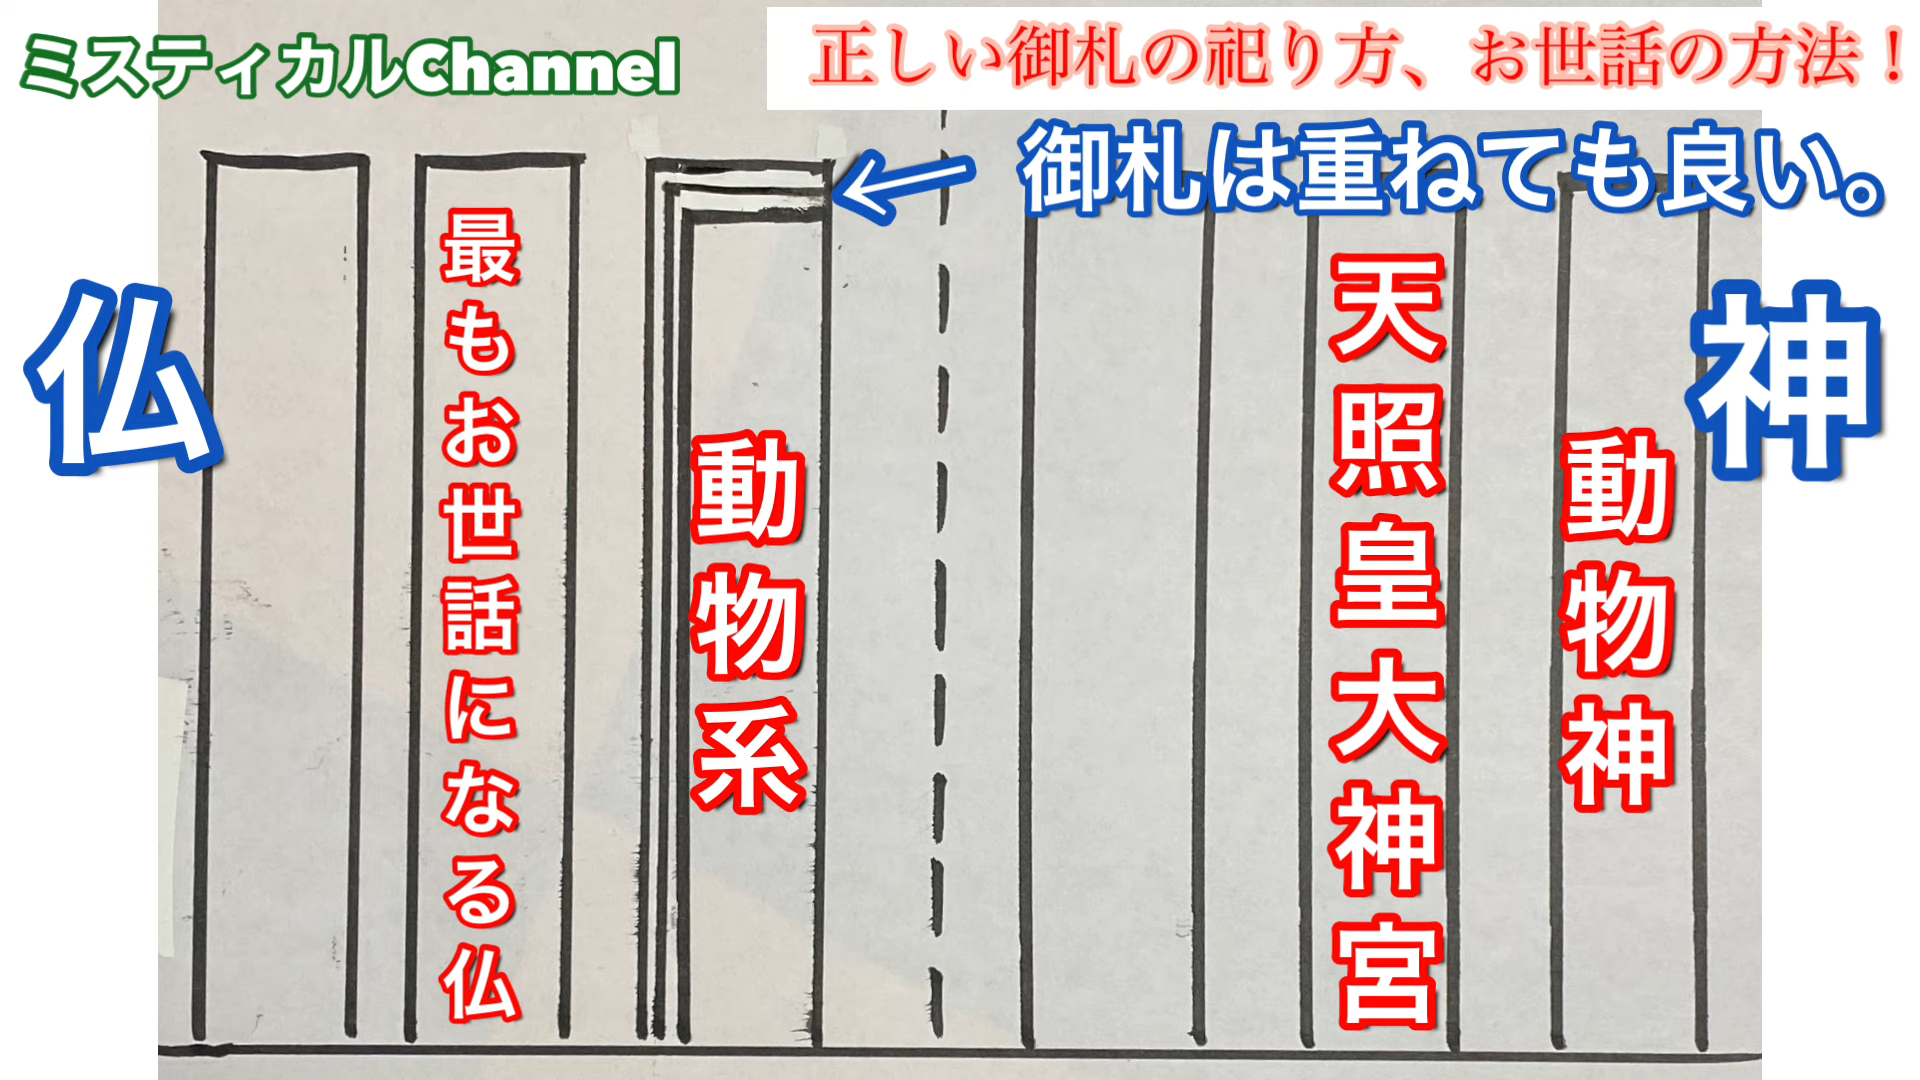 ミスティカルChannel
正しい御札の祀り方、お世話の方法！
御札は重ねても良い。
神
動物神
天照皇大神宮
動物系
最もお世話になる仏
仏